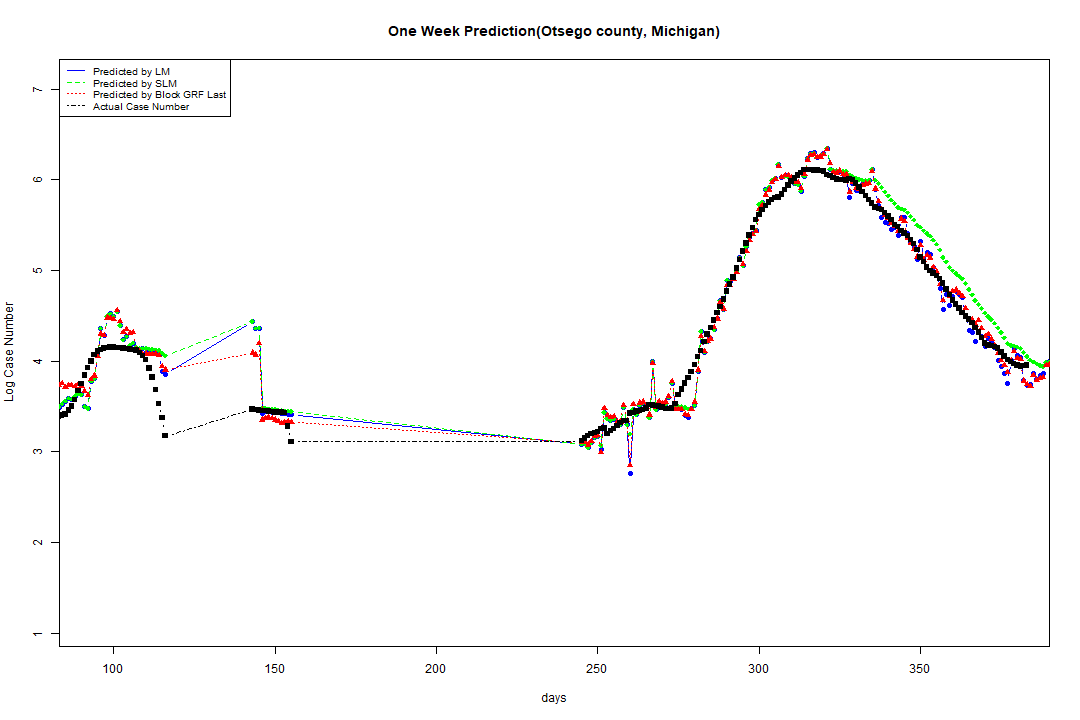 One Week Prediction(Otsego county, Michigan)
Predicted by LM
Predicted by SLM
Predicted by Block GRF Last
Actual Case Number
7
6
5
4
3
2
1
Log Case Number
100 150 200 250 300 350
days